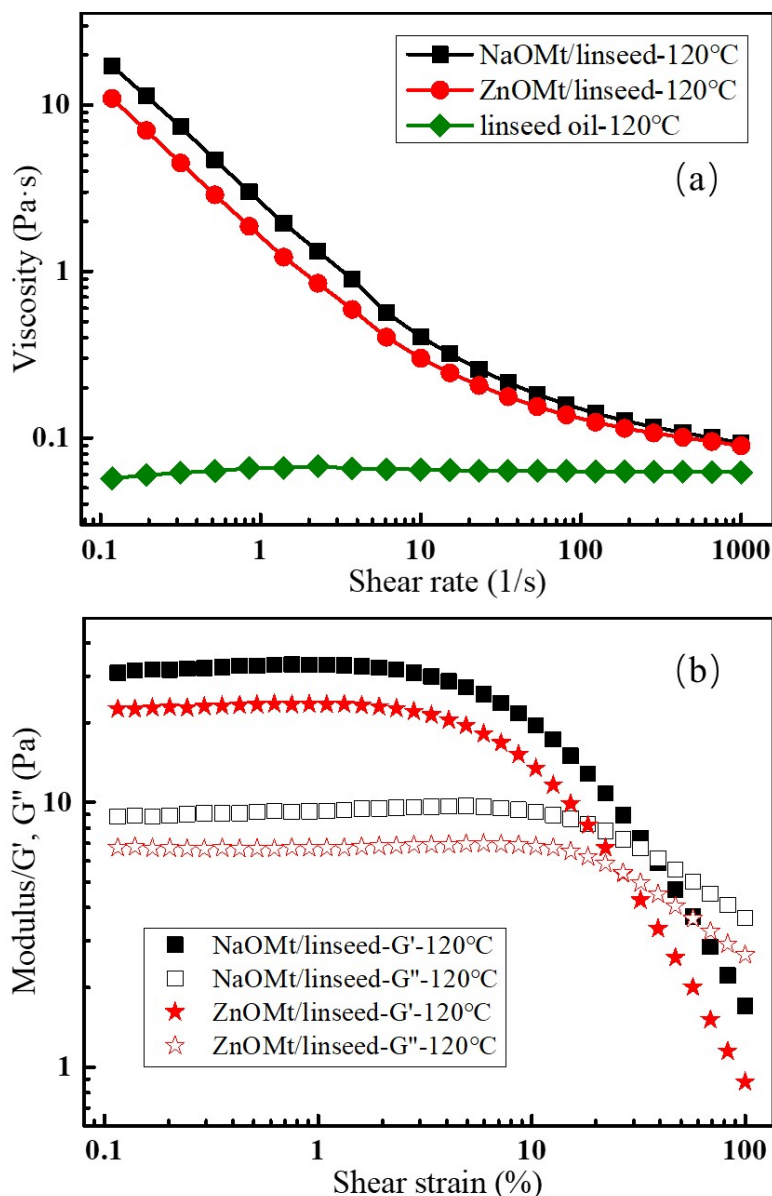 10
1
0.1
Viscosity (Pa·s)
NaOMt/linseed-120℃
ZnOMt/linseed-120℃
linseed oil-120℃
(a)
0.1 1 10 100 1000
Shear rate (1/s)
(b)
10
1
Modulus/G', G" (Pa)
NaOMt/linseed-G'-120℃
NaOMt/linseed-G"-120℃
ZnOMt/linseed-G'-120℃
ZnOMt/linseed-G"-120℃
0.1 1 10 100
Shear strain (%)